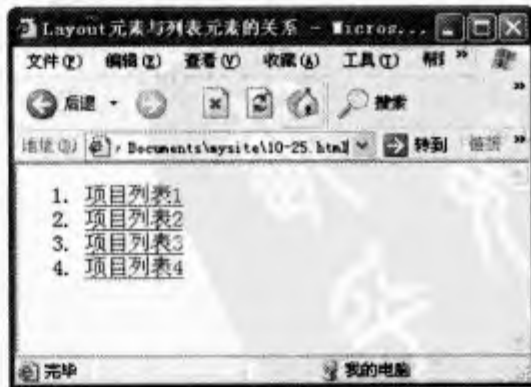 Layout元素与列表元素的关系 - Micros...
文件(F) 编辑(E) 查看(V) 收藏(A) 工具(T) 帮 »
后退 搜索 »
地址(D) Documents\mysite\10-25.html 转到 链接 »
1. 项目列表1
2. 项目列表2
3. 项目列表3
4. 项目列表4
完毕 我的电脑